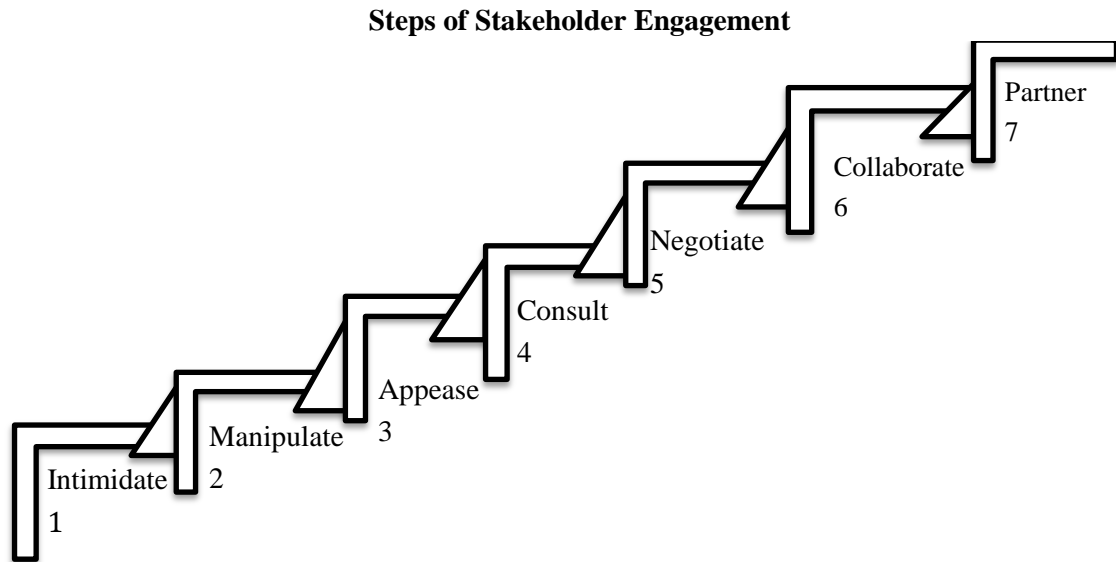 Steps of Stakeholder Engagement
Partner
7
Collaborate
6
Negotiate
5
Consult
4
Appease
3
Manipulate
2
Intimidate
1